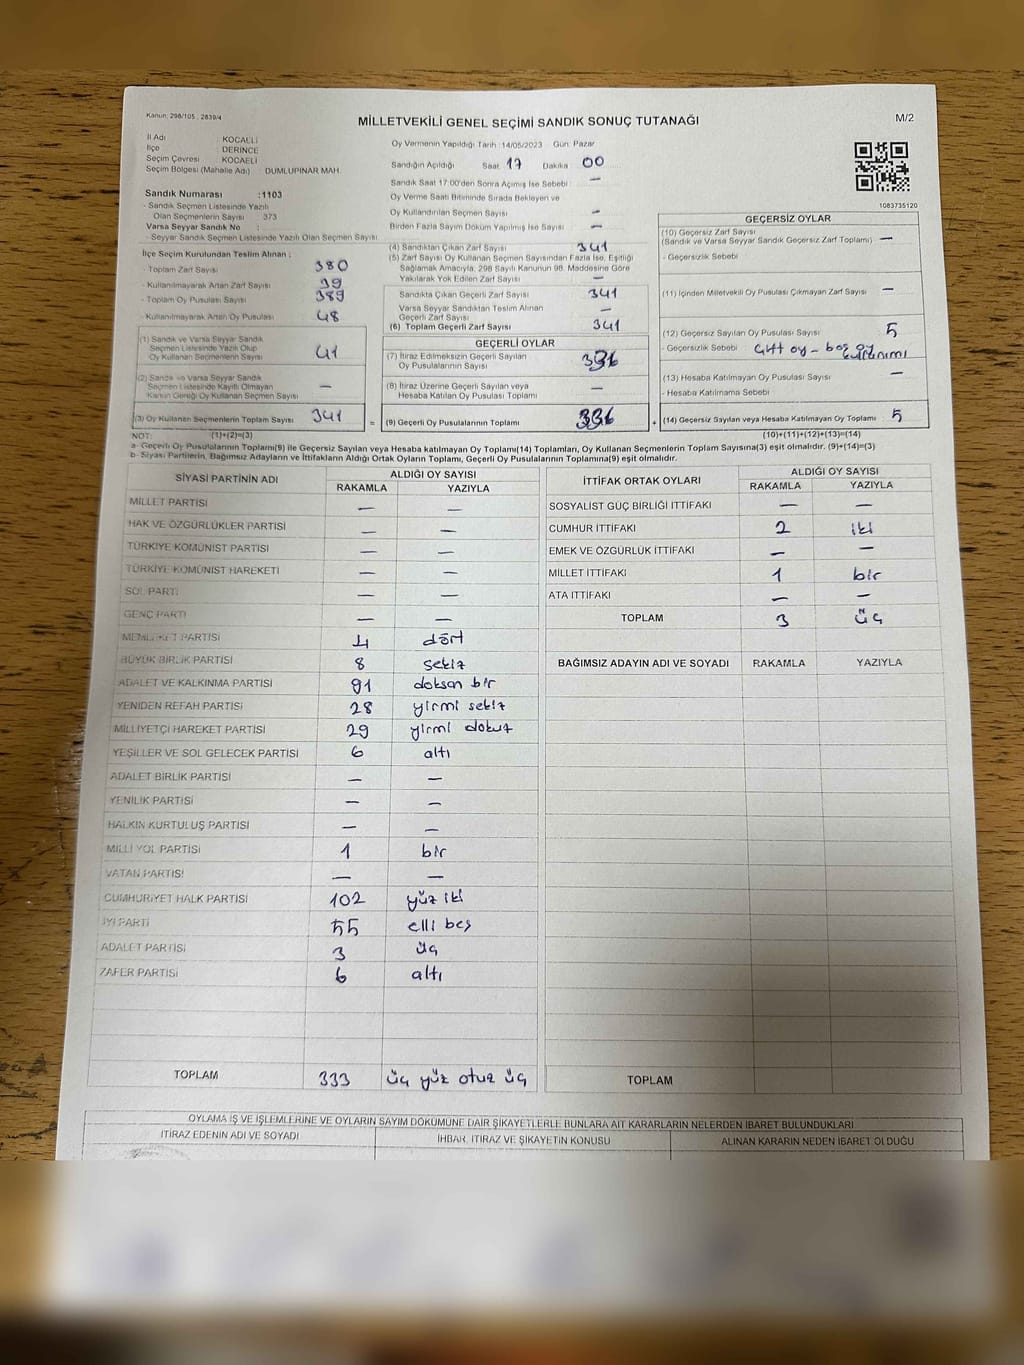 Kanun: 298/105 , 2839/4
MİLLETVEKİLİ GENEL SEÇİMİ SANDIK SONUÇ TUTANAĞI
M/2
İl Adı : KOCAELİ
İlçe : DERİNCE
Seçim Çevresi : KOCAELİ
Seçim Bölgesi (Mahalle Adı) DUMLUPINAR MAH.
Sandık Numarası :1103
- Sandık Seçmen Listesinde Yazılı
Olan Seçmenlerin Sayısı 373
Varsa Seyyar Sandık No :
- Seyyar Sandık Seçmen Listesinde Yazılı Olan Seçmen Sayısı
İlçe Seçim Kurulundan Teslim Alınan :
- Toplam Zarf Sayısı 380
- Kullanılmayarak Artan Zarf Sayısı 39
- Toplam Oy Pusulası Sayısı 389
- Kullanılmayarak Artan Oy Pusulası 48
(1) Sandık ve Varsa Seyyar Sandık
Seçmen Listesinde Yazılı Olup
Oy Kullanan Seçmenlerin Sayısı 41
(2) Sandık ve Varsa Seyyar Sandık
Seçmen Listesinde Kayıtlı Olmayan
Kanun Gereği Oy Kullanan Seçmen Sayısı —
(3) Oy Kullanan Seçmenlerin Toplam Sayısı 341
Oy Vermenin Yapıldığı Tarih :14/05/2023 Gün: Pazar
Sandığın Açıldığı Saat 17 Dakika 00
Sandık Saat 17:00'den Sonra Açılmış İse Sebebi : —
Oy Verme Saati Bitiminde Sırada Bekleyen ve
Oy Kullandırılan Seçmen Sayısı —
Birden Fazla Sayım Döküm Yapılmış İse Sayısı —
(4) Sandıktan Çıkan Zarf Sayısı 341
(5) Zarf Sayısı Oy Kullanan Seçmen Sayısından Fazla İse, Eşitliği
Sağlamak Amacıyla, 298 Sayılı Kanunun 98. Maddesine Göre
Yakılarak Yok Edilen Zarf Sayısı —
Sandıkta Çıkan Geçerli Zarf Sayısı 341
Varsa Seyyar Sandıktan Teslim Alınan
Geçerli Zarf Sayısı —
(6) Toplam Geçerli Zarf Sayısı 341
GEÇERLİ OYLAR
(7) İtiraz Edilmeksizin Geçerli Sayılan
Oy Pusulalarının Sayısı 336
(8) İtiraz Üzerine Geçerli Sayılan veya
Hesaba Katılan Oy Pusulası Toplamı —
= (9) Geçerli Oy Pusulalarının Toplamı 336
1083735120
GEÇERSİZ OYLAR
(10) Geçersiz Zarf Sayısı
(Sandık ve Varsa Seyyar Sandık Geçersiz Zarf Toplamı) —
- Geçersizlik Sebebi
(11) İçinden Milletvekili Oy Pusulası Çıkmayan Zarf Sayısı —
(12) Geçersiz Sayılan Oy Pusulası Sayısı 5
- Geçersizlik Sebebi Çift oy - boş oy
kullanımı
(13) Hesaba Katılmayan Oy Pusulası Sayısı —
- Hesaba Katılmama Sebebi
+ (14) Geçersiz Sayılan veya Hesaba Katılmayan Oy Toplamı 5
NOT: (1)+(2)=(3) (10)+(11)+(12)+(13)=(14)
a- Geçerli Oy Pusulalarının Toplamı(9) ile Geçersiz Sayılan veya Hesaba katılmayan Oy Toplamı(14) Toplamları, Oy Kullanan Seçmenlerin Toplam Sayısına(3) eşit olmalıdır. (9)+(14)=(3)
b- Siyasi Partilerin, Bağımsız Adayların ve İttifakların Aldığı Ortak Oyların Toplamı, Geçerli Oy Pusulalarının Toplamına(9) eşit olmalıdır.
SİYASİ PARTİNİN ADI ALDIĞI OY SAYISI
RAKAMLA YAZIYLA
MİLLET PARTİSİ — —
HAK VE ÖZGÜRLÜKLER PARTİSİ — —
TÜRKİYE KOMÜNİST PARTİSİ — —
TÜRKİYE KOMÜNİST HAREKETİ — —
SOL PARTİ — —
GENÇ PARTİ — —
MEMLEKET PARTİSİ 4 dört
BÜYÜK BİRLİK PARTİSİ 8 sekiz
ADALET VE KALKINMA PARTİSİ 91 doksan bir
YENİDEN REFAH PARTİSİ 28 yirmi sekiz
MİLLİYETÇİ HAREKET PARTİSİ 29 yirmi dokuz
YEŞİLLER VE SOL GELECEK PARTİSİ 6 altı
ADALET BİRLİK PARTİSİ — —
YENİLİK PARTİSİ — —
HALKIN KURTULUŞ PARTİSİ — —
MİLLİ YOL PARTİSİ 1 bir
VATAN PARTİSİ — —
CUMHURİYET HALK PARTİSİ 102 yüz iki
İYİ PARTİ 55 elli beş
ADALET PARTİSİ 3 üç
ZAFER PARTİSİ 6 altı
TOPLAM 333 üç yüz otuz üç
İTTİFAK ORTAK OYLARI ALDIĞI OY SAYISI
RAKAMLA YAZIYLA
SOSYALİST GÜÇ BİRLİĞİ İTTİFAKI — —
CUMHUR İTTİFAKI 2 iki
EMEK VE ÖZGÜRLÜK İTTİFAKI — —
MİLLET İTTİFAKI 1 bir
ATA İTTİFAKI — —
TOPLAM 3 üç
BAĞIMSIZ ADAYIN ADI VE SOYADI RAKAMLA YAZIYLA
TOPLAM
OYLAMA İŞ VE İŞLEMLERİNE VE OYLARIN SAYIM DÖKÜMÜNE DAİR ŞİKAYETLERLE BUNLARA AİT KARARLARIN NELERDEN İBARET BULUNDUKLARI
İTİRAZ EDENİN ADI VE SOYADI İHBAR, İTİRAZ VE ŞİKAYETİN KONUSU ALINAN KARARIN NEDEN İBARET OLDUĞU